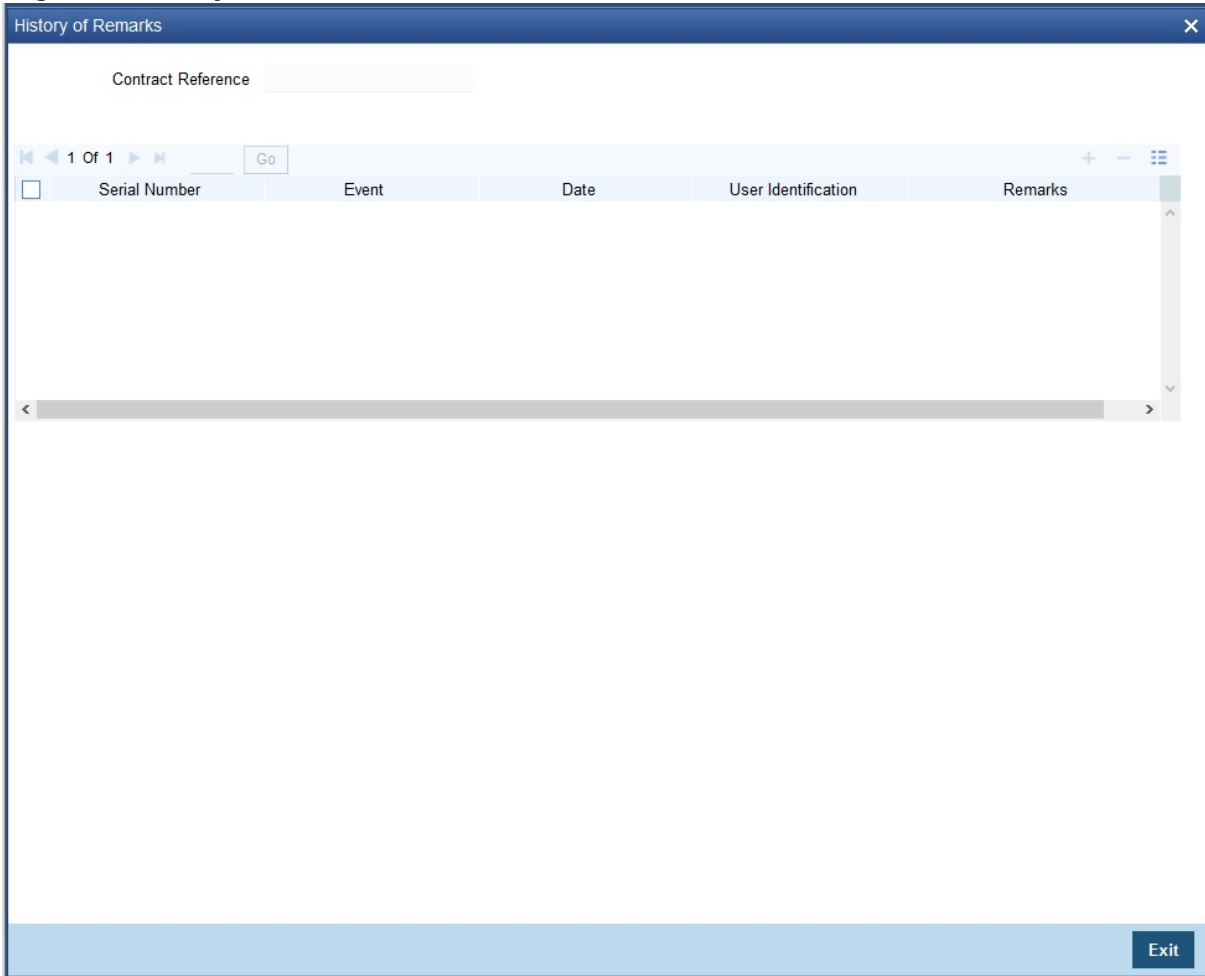 History of Remarks
Contract Reference
1 Of 1 Go
Serial Number Event Date User Identification Remarks
Exit